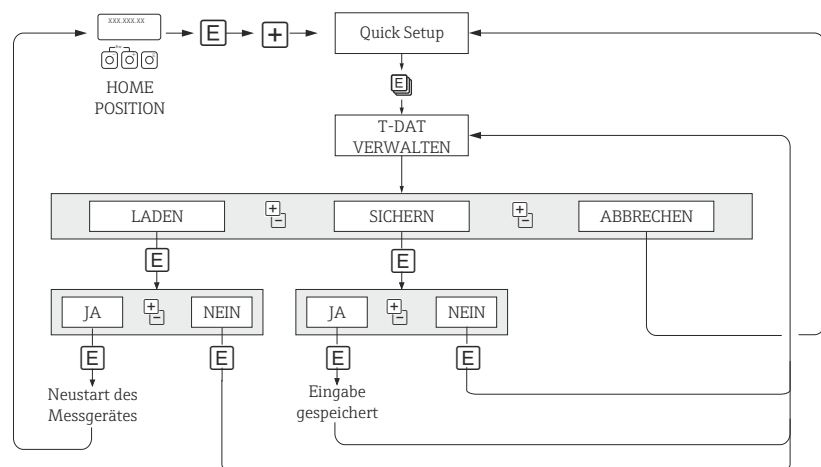 XXX.XXX.XX
Esc
E
+
Quick Setup
HOME
POSITION
E
T-DAT
VERWALTEN
LADEN
+
-
SICHERN
+
-
ABBRECHEN
E
E
JA
+
-
NEIN
JA
+
-
NEIN
E
E
E
E
Neustart des
Messgerätes
Eingabe
gespeichert